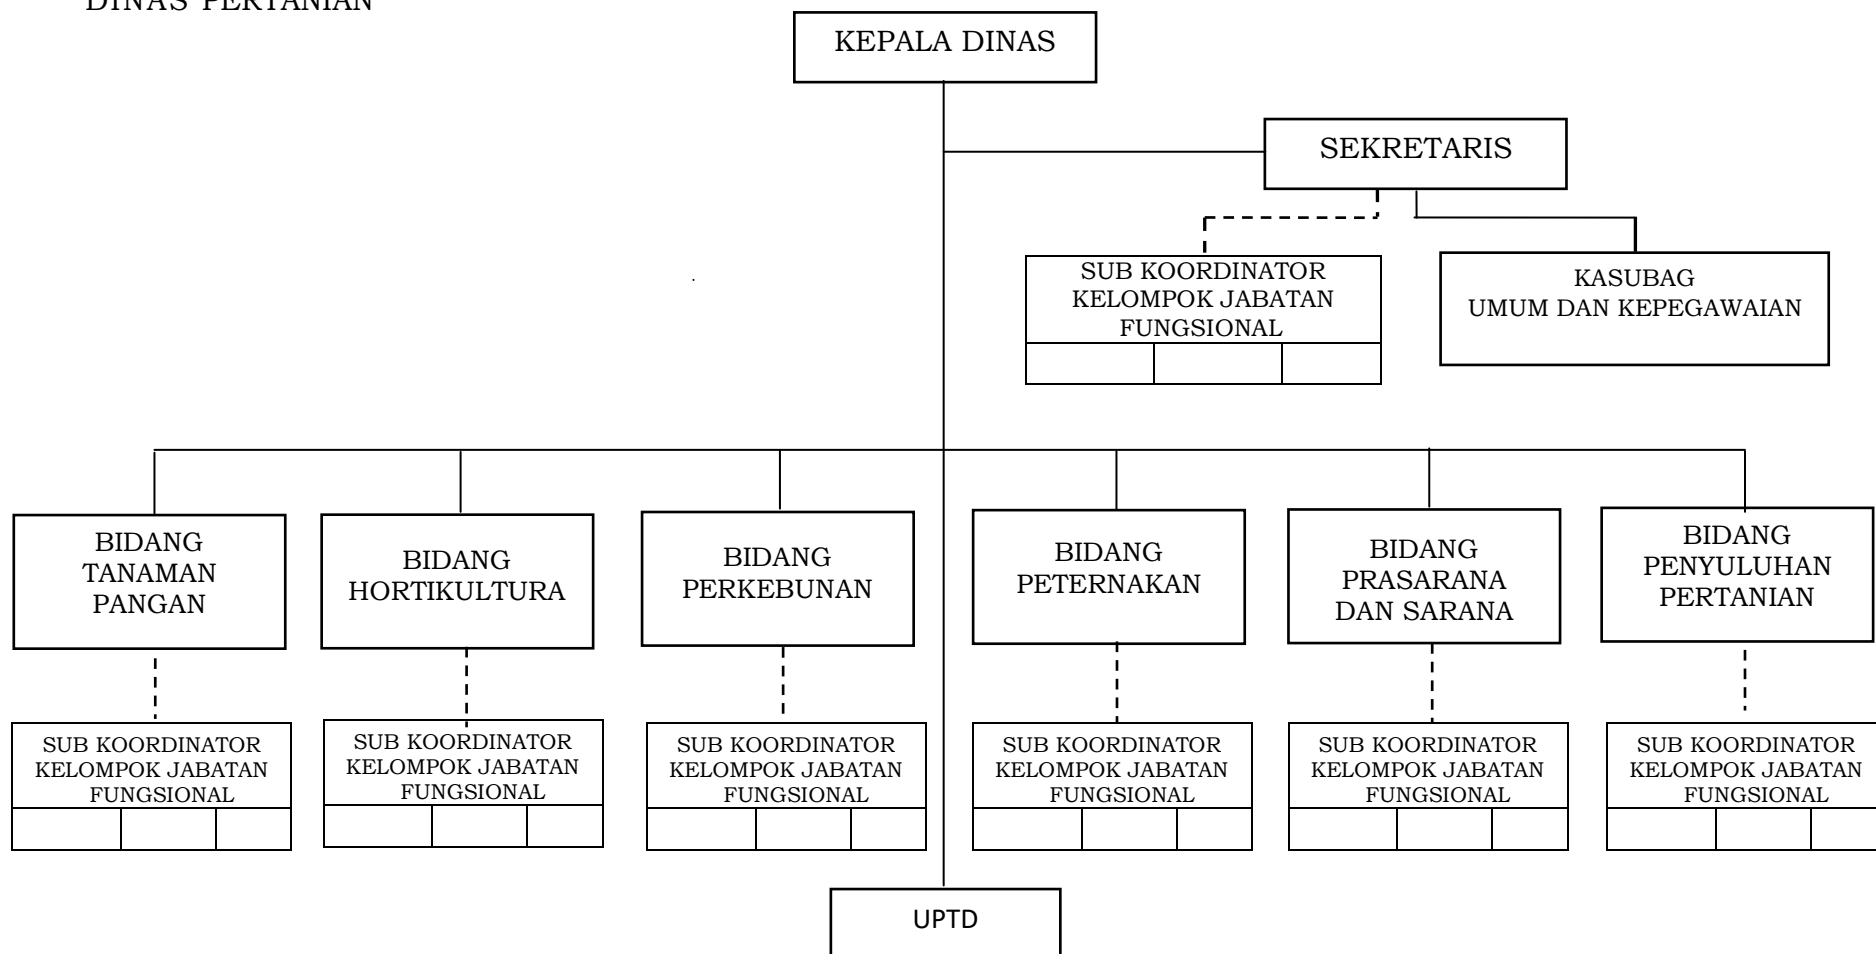 DINAS PERTANIAN
KEPALA DINAS
SEKRETARIS
SUB KOORDINATOR
KELOMPOK JABATAN
FUNGSIONAL
KASUBAG
UMUM DAN KEPEGAWAIAN
BIDANG
TANAMAN
PANGAN
BIDANG
HORTIKULTURA
BIDANG
PERKEBUNAN
BIDANG
PETERNAKAN
BIDANG
PRASARANA
DAN SARANA
BIDANG
PENYULUHAN
PERTANIAN
SUB KOORDINATOR
KELOMPOK JABATAN
FUNGSIONAL
SUB KOORDINATOR
KELOMPOK JABATAN
FUNGSIONAL
SUB KOORDINATOR
KELOMPOK JABATAN
FUNGSIONAL
SUB KOORDINATOR
KELOMPOK JABATAN
FUNGSIONAL
SUB KOORDINATOR
KELOMPOK JABATAN
FUNGSIONAL
SUB KOORDINATOR
KELOMPOK JABATAN
FUNGSIONAL
UPTD